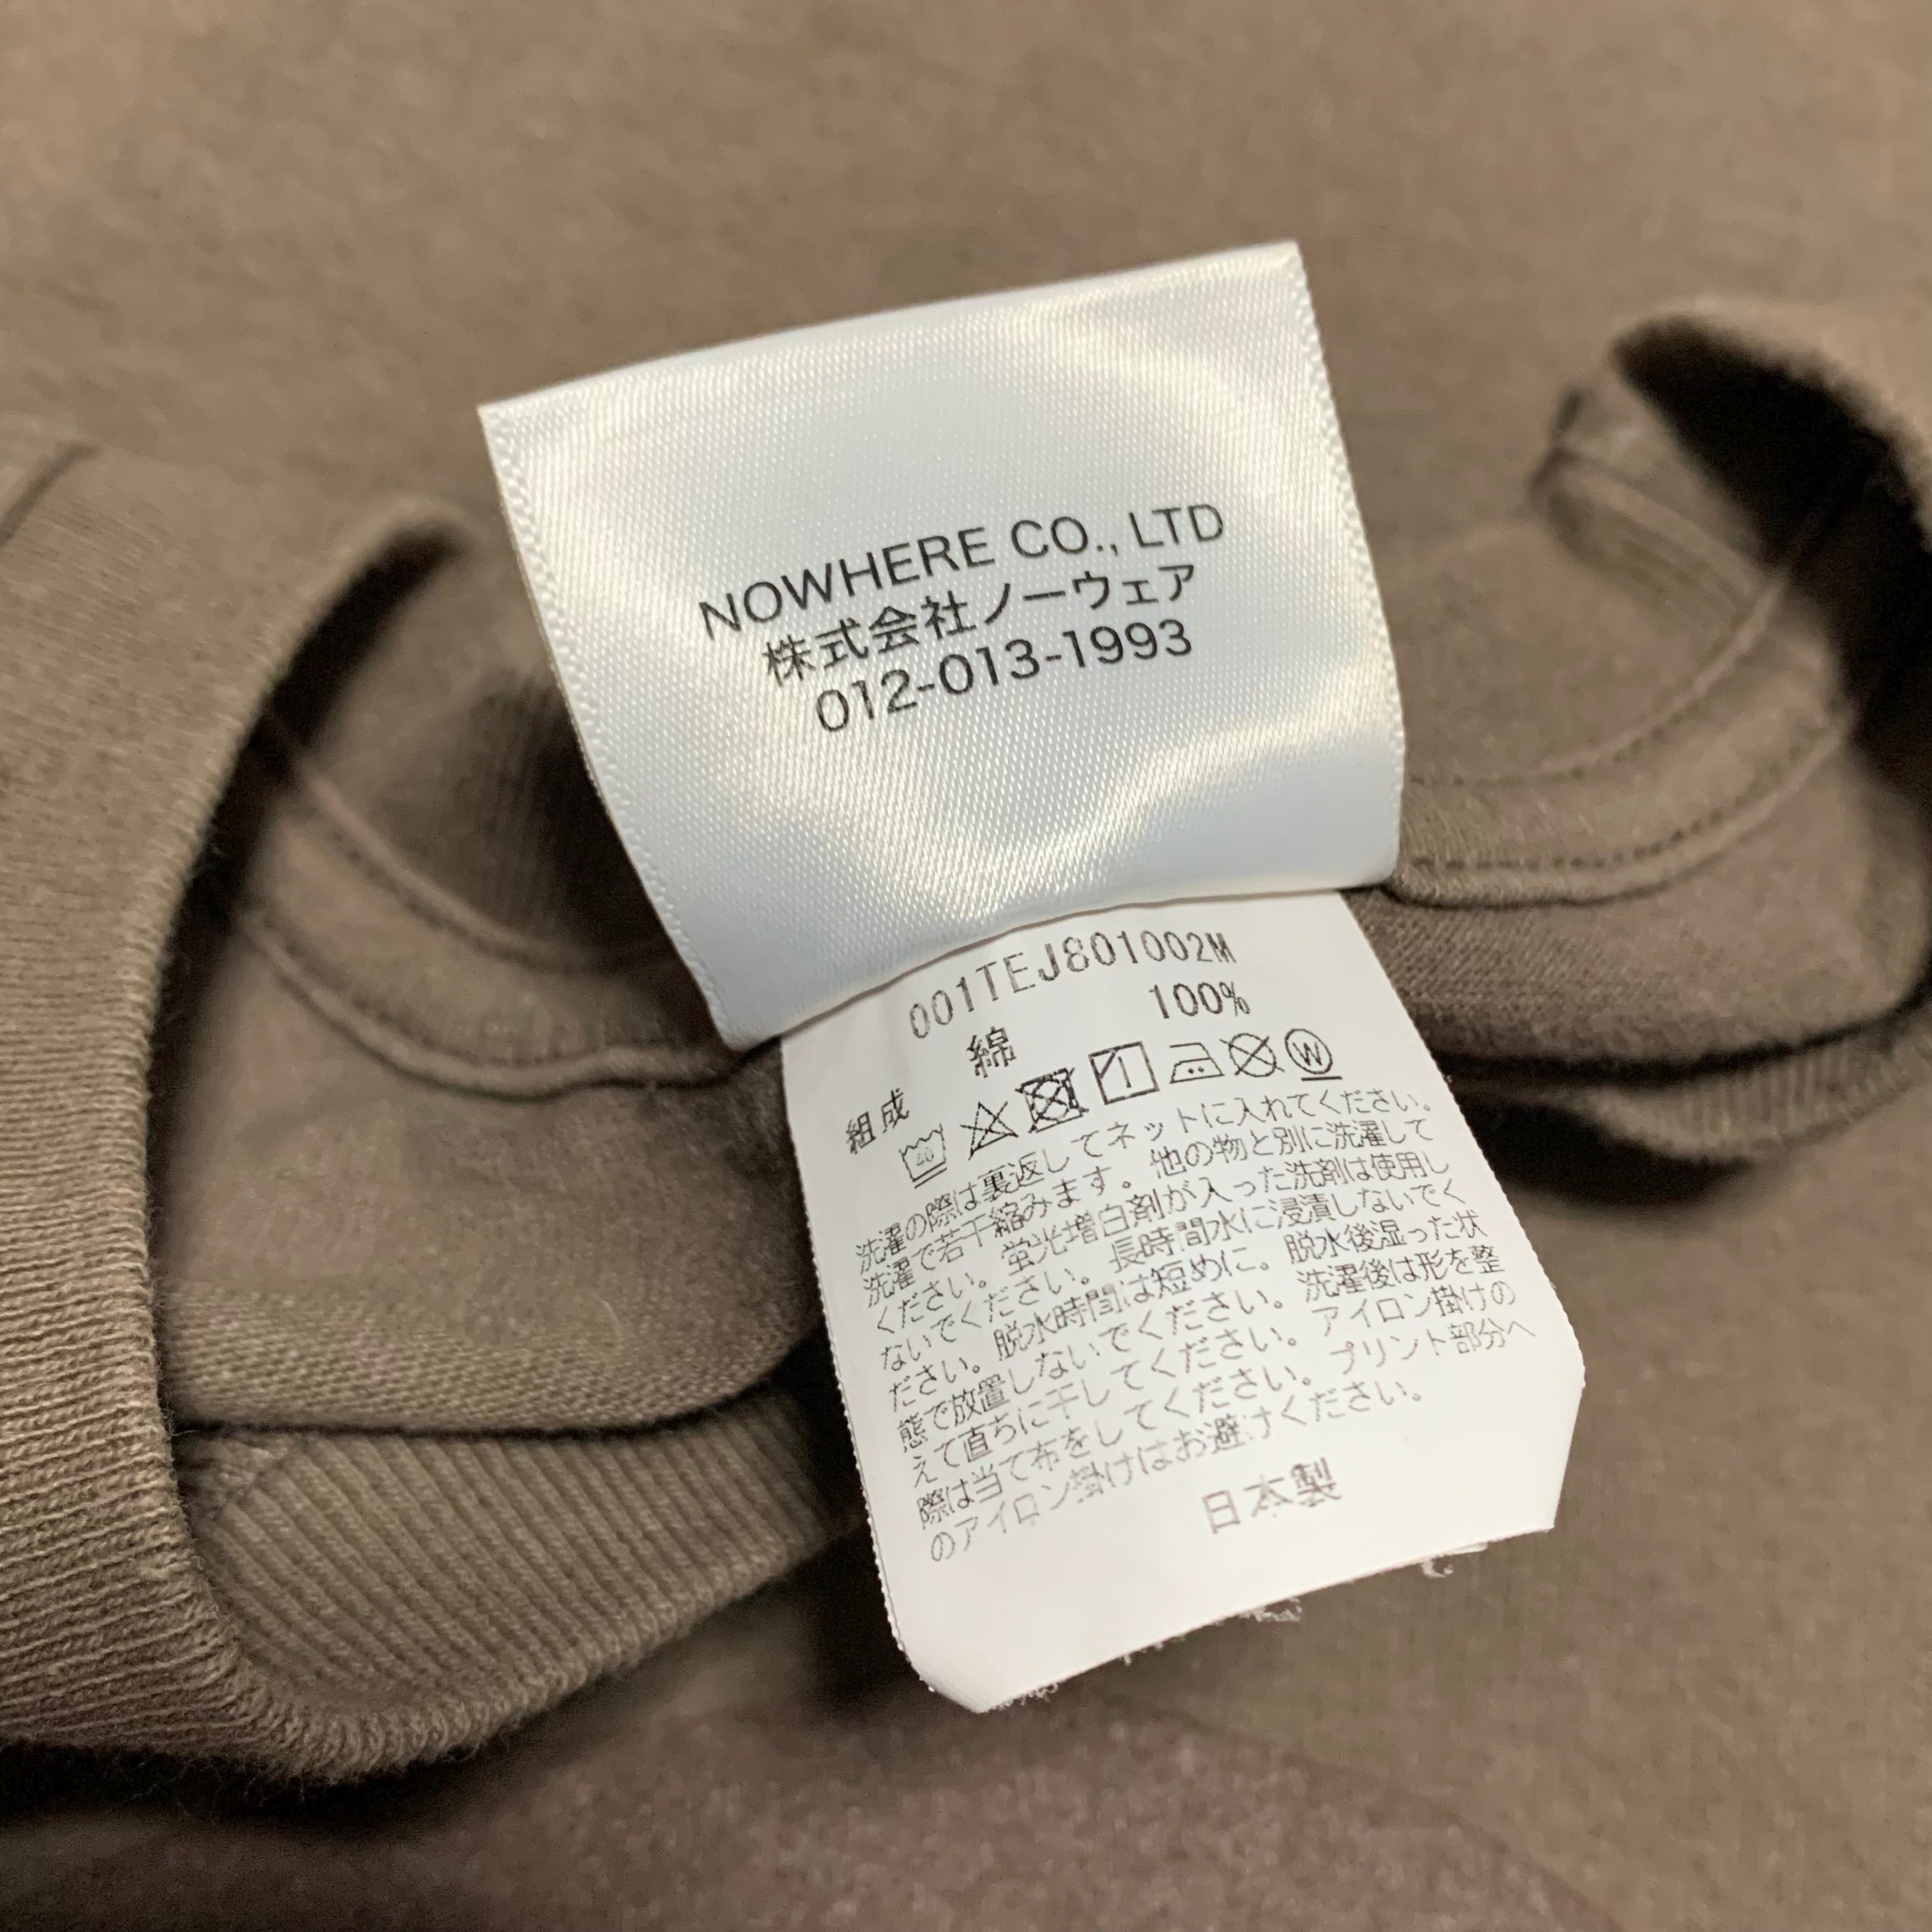 NOWHERE CO., LTD
株式会社ノーウェア
012-013-1993
001TEJ801002M
組成 綿 100%
40 1 W
洗濯の際は裏返してネットに入れてください。
洗濯で若干縮みます。他の物と別に洗濯して
ください。蛍光増白剤が入った洗剤は使用し
ないでください。長時間水に浸漬しないでく
ださい。脱水時間は短めに。脱水後湿った状
態で放置しないでください。洗濯後は形を整
えて直ちに干してください。アイロン掛けの
際は当て布をしてください。プリント部分へ
のアイロン掛けはお避けください。
日本製